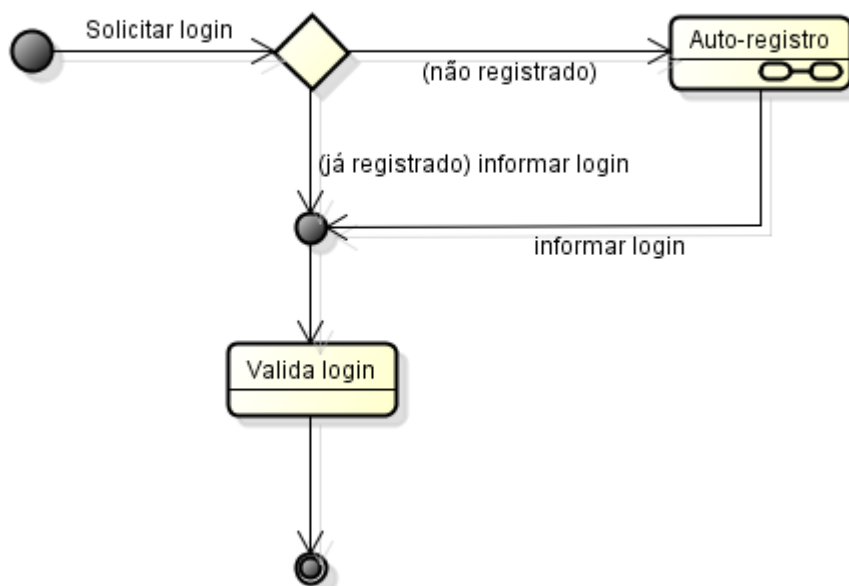 Solicitar login
Auto-registro
(não registrado)
(já registrado) informar login
informar login
Valida login